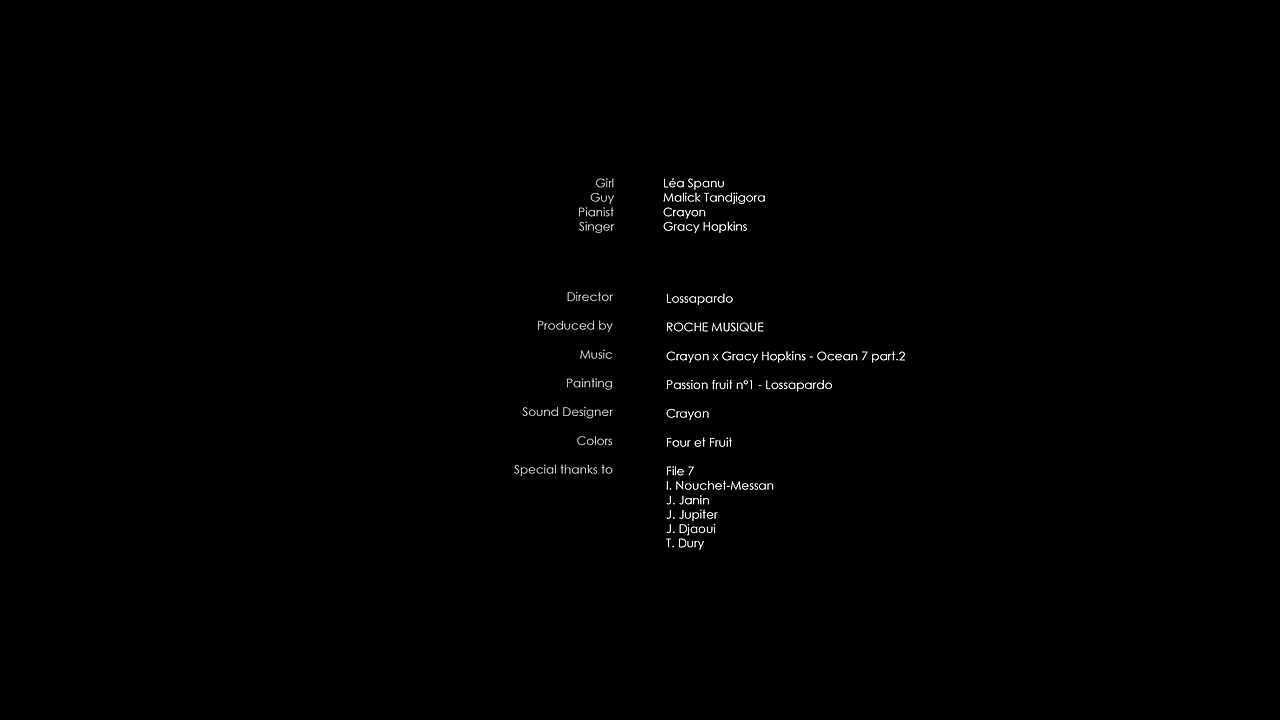 Girl Léa Spanu
Guy Malick Tandjigora
Pianist Crayon
Singer Gracy Hopkins
Director Lossapardo
Produced by ROCHE MUSIQUE
Music Crayon x Gracy Hopkins - Ocean 7 part.2
Painting Passion fruit n°1 - Lossapardo
Sound Designer Crayon
Colors Four et Fruit
Special thanks to File 7
I. Nouchet-Messan
J. Janin
J. Jupiter
J. Djaoui
T. Dury